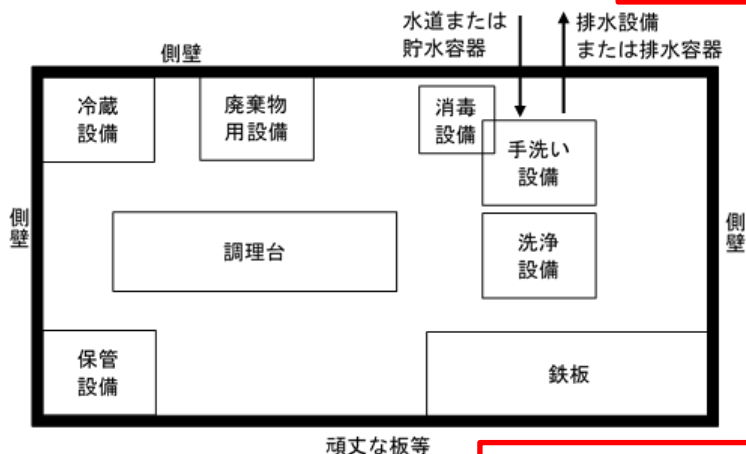 水道または
貯水容器
排水設備
または排水容器
側壁
冷蔵
設備
廃棄物
用設備
消毒
設備
手洗い
設備
側
壁
調理台
洗浄
設備
側
壁
保管
設備
鉄板
頑丈な板等